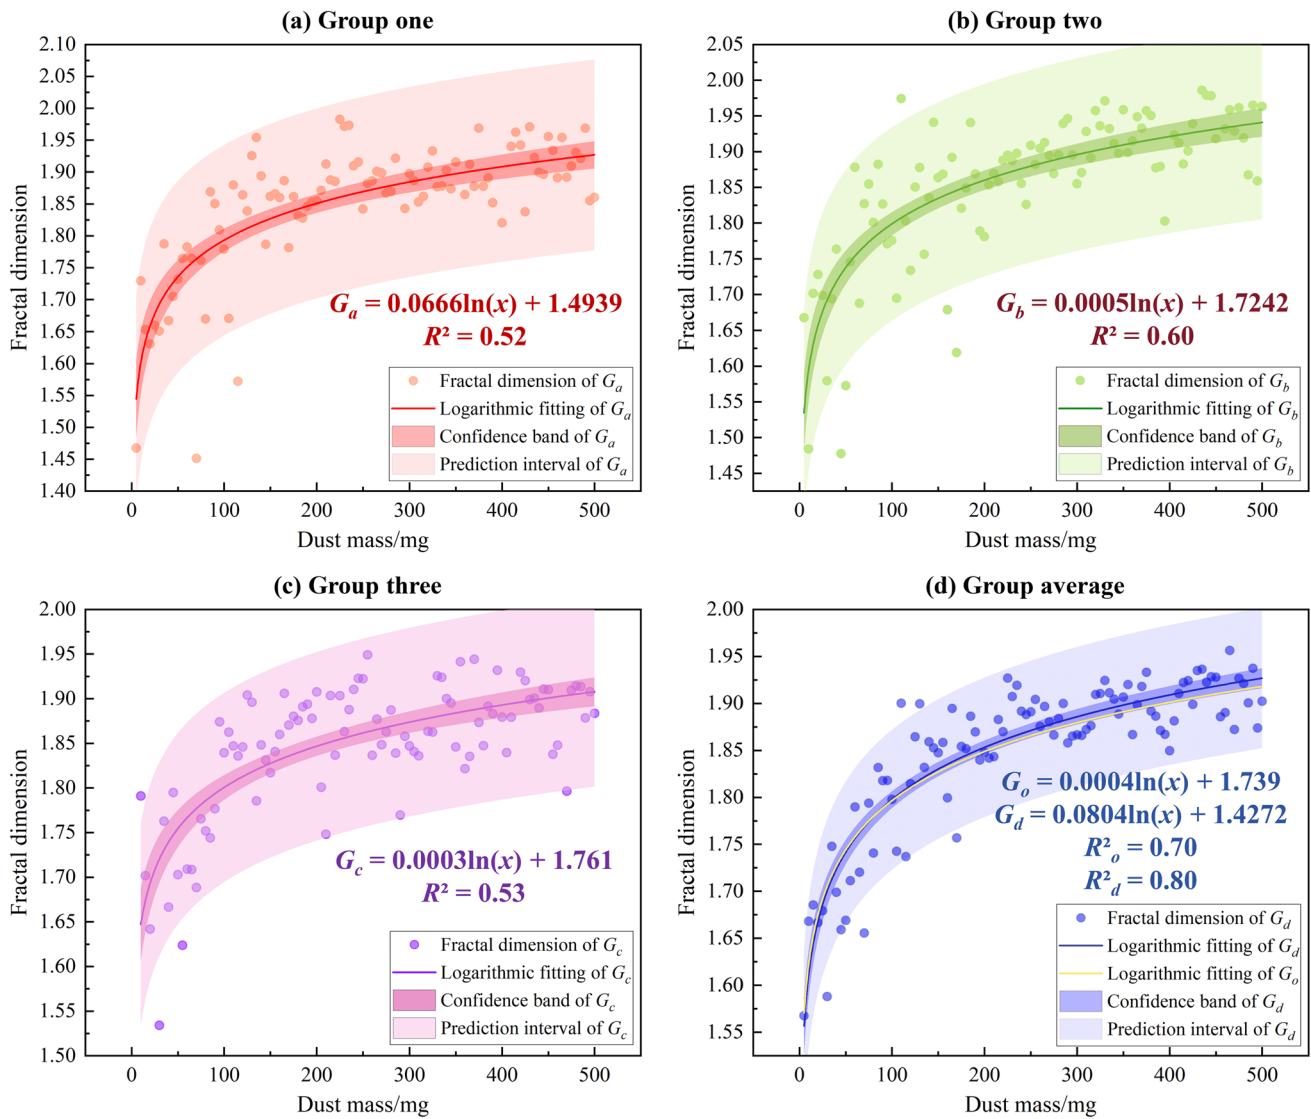 (a) Group one
2.10
2.05
2.00
1.95
1.90
1.85
1.80
1.75
1.70
1.65
1.60
1.55
1.50
1.45
1.40
Fractal dimension
Gₐ = 0.0666ln(x) + 1.4939
R² = 0.52
Fractal dimension of Gₐ
Logarithmic fitting of Gₐ
Confidence band of Gₐ
Prediction interval of Gₐ
0 100 200 300 400 500
Dust mass/mg
(b) Group two
2.05
2.00
1.95
1.90
1.85
1.80
1.75
1.70
1.65
1.60
1.55
1.50
1.45
Fractal dimension
G_b = 0.0005ln(x) + 1.7242
R² = 0.60
Fractal dimension of G_b
Logarithmic fitting of G_b
Confidence band of G_b
Prediction interval of G_b
0 100 200 300 400 500
Dust mass/mg
(c) Group three
2.00
1.95
1.90
1.85
1.80
1.75
1.70
1.65
1.60
1.55
1.50
Fractal dimension
G_c = 0.0003ln(x) + 1.761
R² = 0.53
Fractal dimension of G_c
Logarithmic fitting of G_c
Confidence band of G_c
Prediction interval of G_c
0 100 200 300 400 500
Dust mass/mg
(d) Group average
2.00
1.95
1.90
1.85
1.80
1.75
1.70
1.65
1.60
1.55
Fractal dimension
Gₒ = 0.0004ln(x) + 1.739
G_d = 0.0804ln(x) + 1.4272
R²ₒ = 0.70
R²_d = 0.80
Fractal dimension of G_d
Logarithmic fitting of G_d
Logarithmic fitting of Gₒ
Confidence band of G_d
Prediction interval of G_d
0 100 200 300 400 500
Dust mass/mg